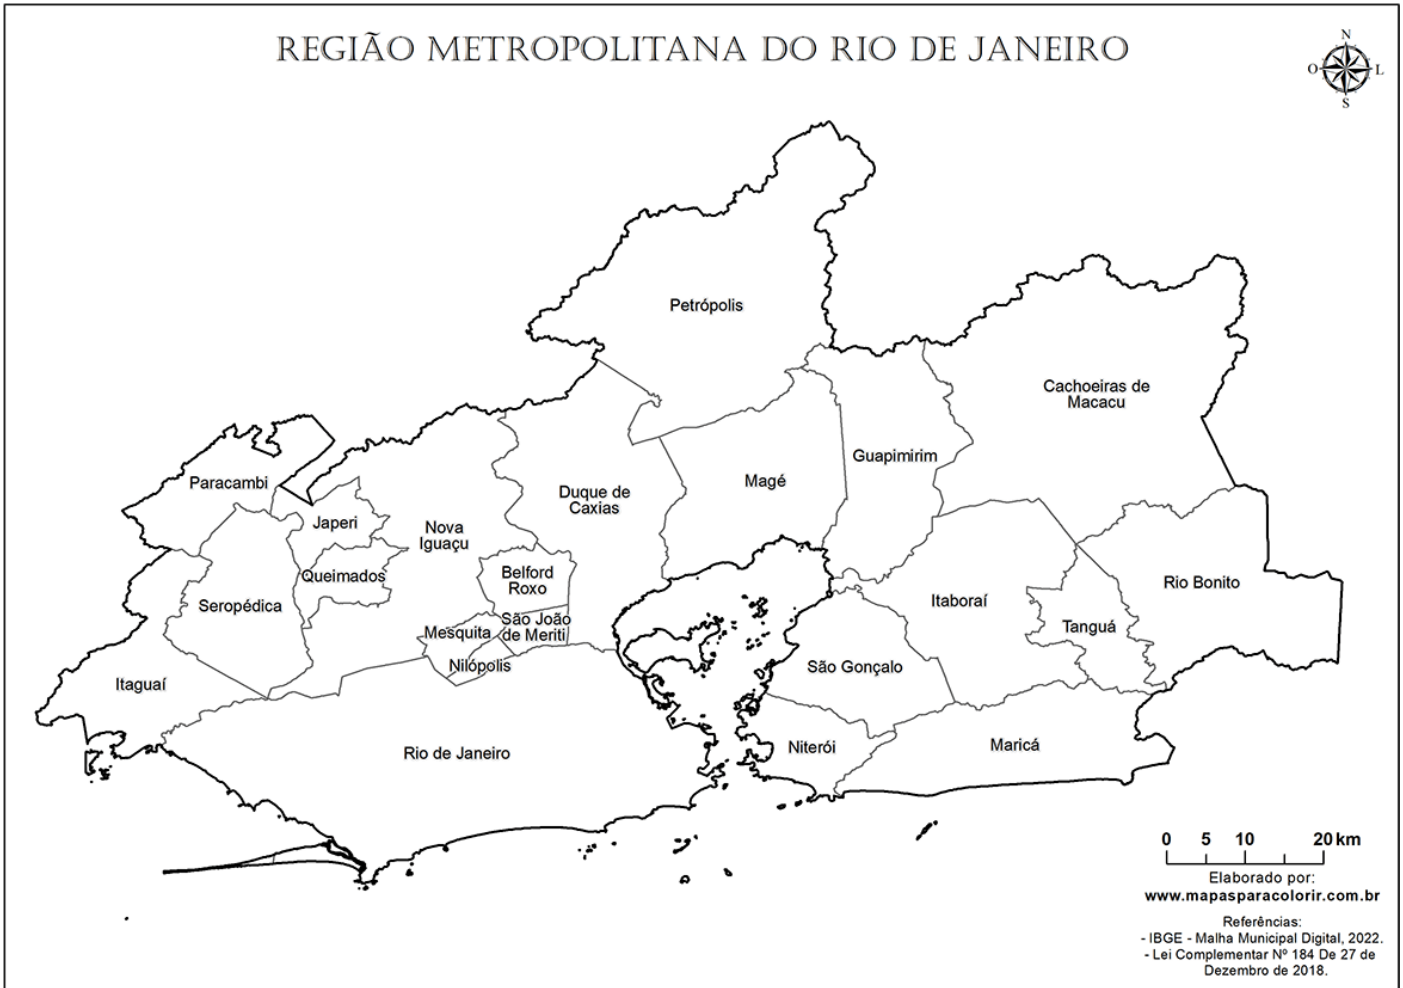 REGIÃO METROPOLITANA DO RIO DE JANEIRO
N
O
L
S
Petrópolis
Cachoeiras de
Macacu
Guapimirim
Magé
Paracambi
Duque de
Caxias
Japeri
Nova
Iguaçu
Queimados
Belford
Roxo
Rio Bonito
Seropédica
Itaboraí
São João
de Meriti
Mesquita
Tanguá
Nilópolis
São Gonçalo
Itaguaí
Niterói
Maricá
Rio de Janeiro
0 5 10 20 km
Elaborado por:
www.mapasparacolorir.com.br
Referências:
- IBGE - Malha Municipal Digital, 2022.
- Lei Complementar Nº 184 De 27 de
Dezembro de 2018.